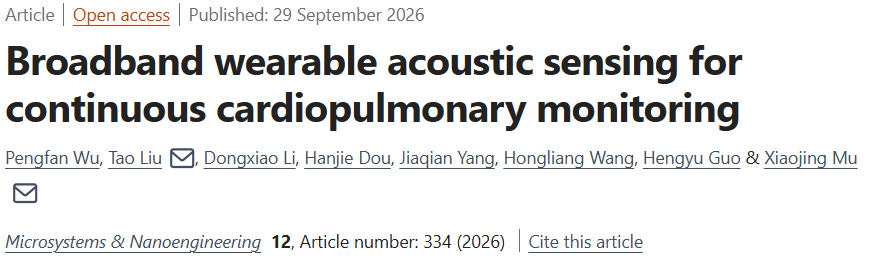 Article | Open access | Published: 29 September 2026
Broadband wearable acoustic sensing for
continuous cardiopulmonary monitoring
Pengfan Wu, Tao Liu, Dongxiao Li, Hanjie Dou, Jiaqian Yang, Hongliang Wang, Hengyu Guo & Xiaojing Mu
Microsystems & Nanoengineering 12, Article number: 334 (2026) | Cite this article